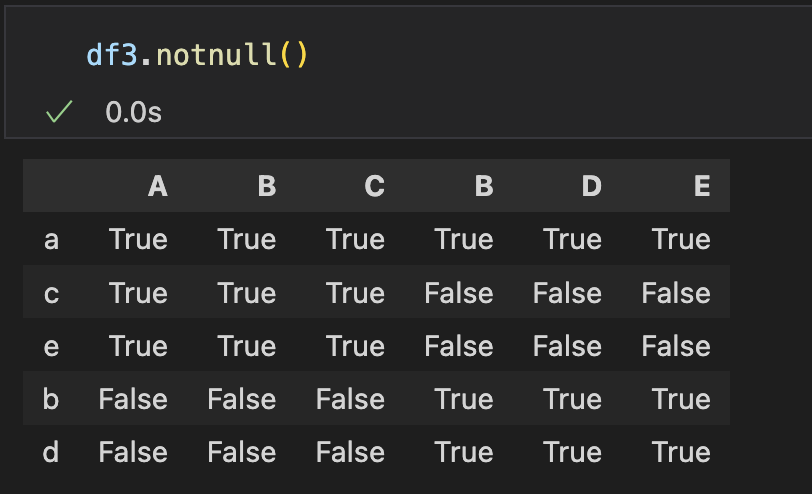 df3.notnull()
0.0s
A B C B D E
a True True True True True True
c True True True False False False
e True True True False False False
b False False False True True True
d False False False True True True